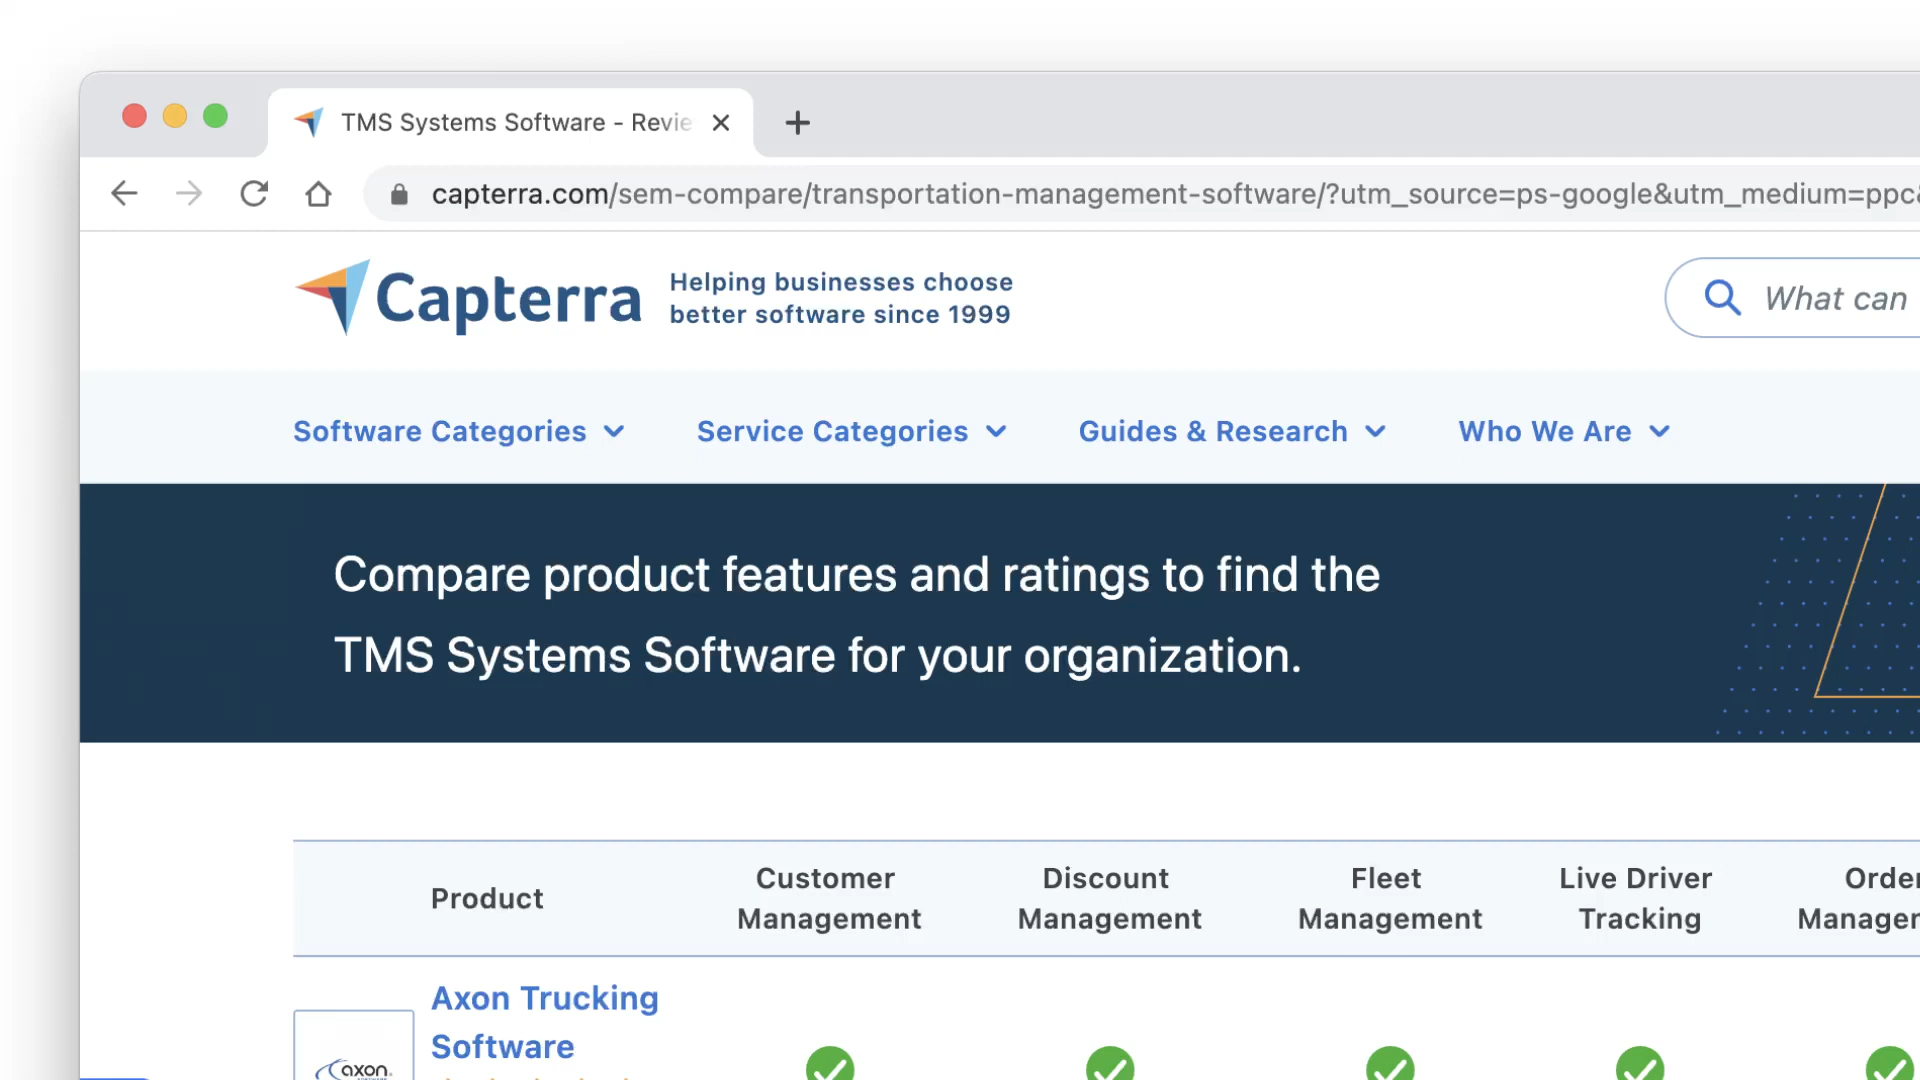 TMS Systems Software - Revie
capterra.com/sem-compare/transportation-management-software/?utm_source=ps-google&utm_medium=ppc
Capterra
Helping businesses choose
better software since 1999
What can
Software Categories
Service Categories
Guides & Research
Who We Are
Compare product features and ratings to find the
TMS Systems Software for your organization.
Product
Customer
Management
Discount
Management
Fleet
Management
Live Driver
Tracking
Order
Manager
Axon Trucking
Software
axon